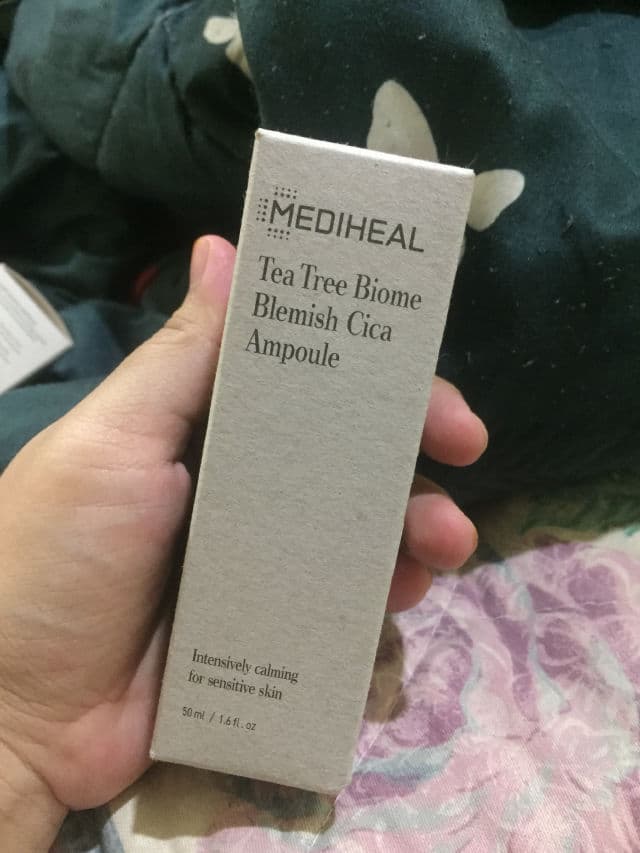 MEDIHEAL
Tea Tree Biome
Blemish Cica
Ampoule
Intensively calming
for sensitive skin
50 ml / 1.6 fl. oz